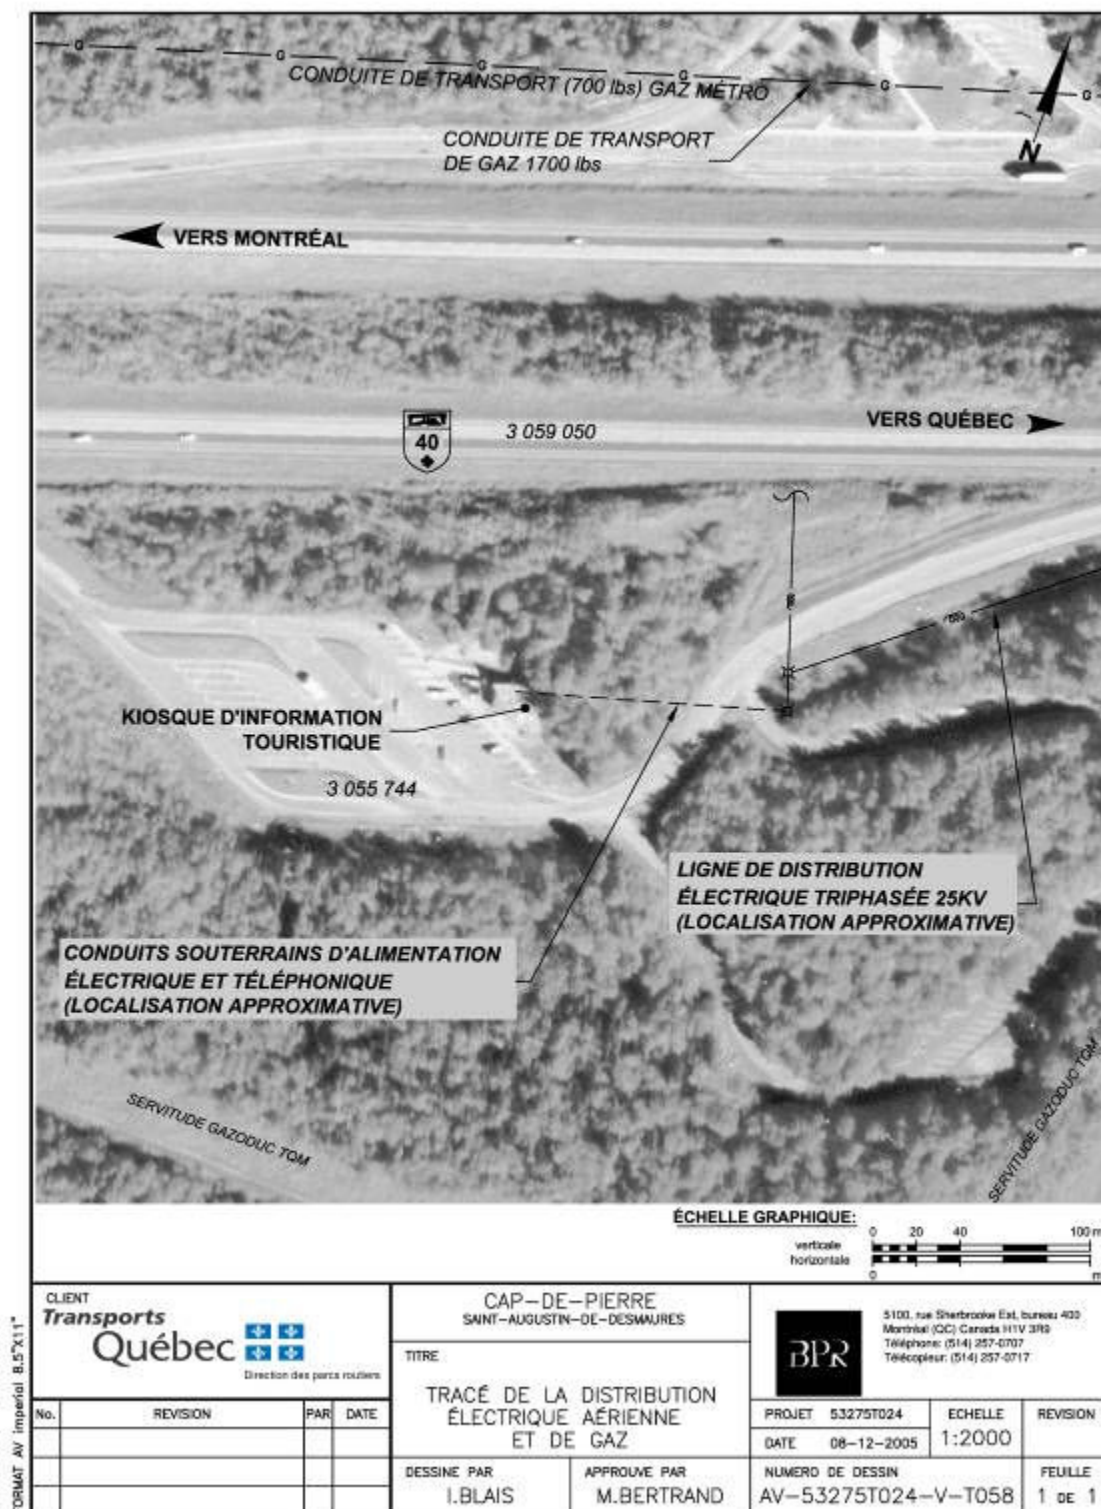 G G G G G G
CONDUITE DE TRANSPORT (700 lbs) GAZ MÉTRO
CONDUITE DE TRANSPORT
DE GAZ 1700 lbs
N
VERS MONTRÉAL
VERS QUÉBEC
40
3 059 050
KIOSQUE D'INFORMATION
TOURISTIQUE
3 055 744
LIGNE DE DISTRIBUTION
ÉLECTRIQUE TRIPHASÉE 25KV
(LOCALISATION APPROXIMATIVE)
CONDUITS SOUTERRAINS D'ALIMENTATION
ÉLECTRIQUE ET TÉLÉPHONIQUE
(LOCALISATION APPROXIMATIVE)
SERVITUDE GAZODUC TQM
SERVITUDE GAZODUC TQM
ÉCHELLE GRAPHIQUE:
0 20 40 100 m
verticale
horizontale
0 m
CLIENT
Transports
Québec
Direction des parcs routiers
CAP-DE-PIERRE
SAINT-AUGUSTIN-DE-DESMAURES
TITRE
TRACÉ DE LA DISTRIBUTION
ÉLECTRIQUE AÉRIENNE
ET DE GAZ
BPR
5100, rue Sherbrooke Est, bureau 400
Montréal (QC) Canada H1V 3R9
Téléphone: (514) 257-0707
Télécopieur: (514) 257-0717
No. REVISION PAR DATE
PROJET 53275T024
DATE 08-12-2005
ECHELLE
1:2000
REVISION
DESSINE PAR
I.BLAIS
APPROUVE PAR
M.BERTRAND
NUMERO DE DESSIN
AV-53275T024-V-T058
FEUILLE
1 DE 1
AV Imperial 8.5"X11"